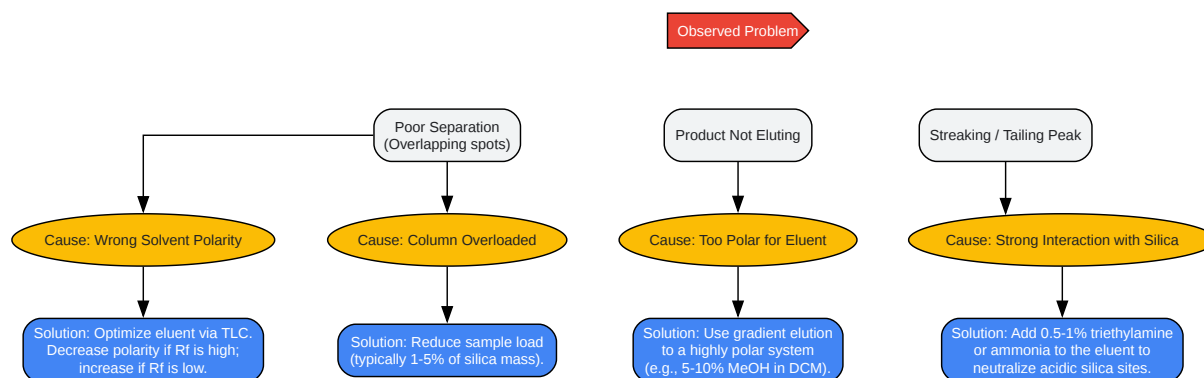 Observed Problem
Poor Separation
(Overlapping spots)
Product Not Eluting
Streaking / Tailing Peak
Cause: Wrong Solvent Polarity
Cause: Column Overloaded
Cause: Too Polar for Eluent
Cause: Strong Interaction with Silica
Solution: Optimize eluent via TLC.
Decrease polarity if Rf is high;
increase if Rf is low.
Solution: Reduce sample load
(typically 1-5% of silica mass).
Solution: Use gradient elution
to a highly polar system
(e.g., 5-10% MeOH in DCM).
Solution: Add 0.5-1% triethylamine
or ammonia to the eluent to
neutralize acidic silica sites.